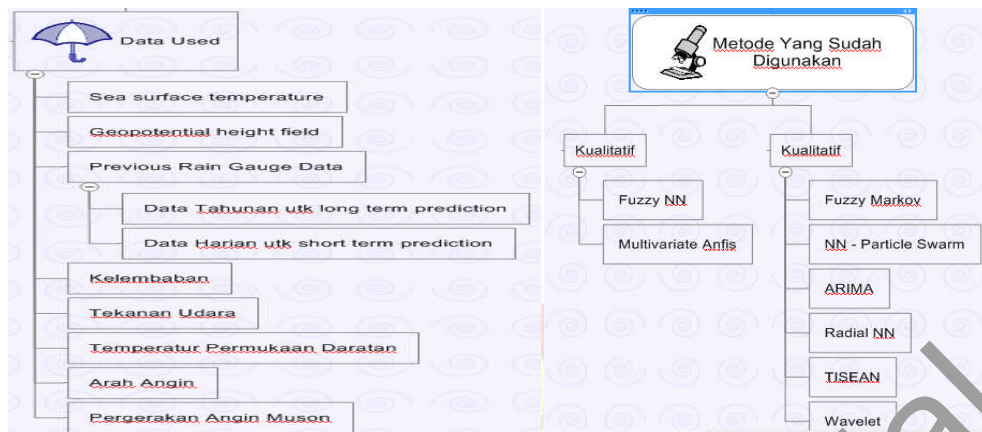 Data Used
Sea surface temperature
Geopotential height field
Previous Rain Gauge Data
Data Tahunan utk long term prediction
Data Harian utk short term prediction
Kelembaban
Tekanan Udara
Temperatur Permukaan Daratan
Arah Angin
Pergerakan Angin Muson
Metode Yang Sudah
Digunakan
Kualitatif
Fuzzy NN
Multivariate Anfis
Kualitatif
Fuzzy Markov
NN - Particle Swarm
ARIMA
Radial NN
TISEAN
Wavelet